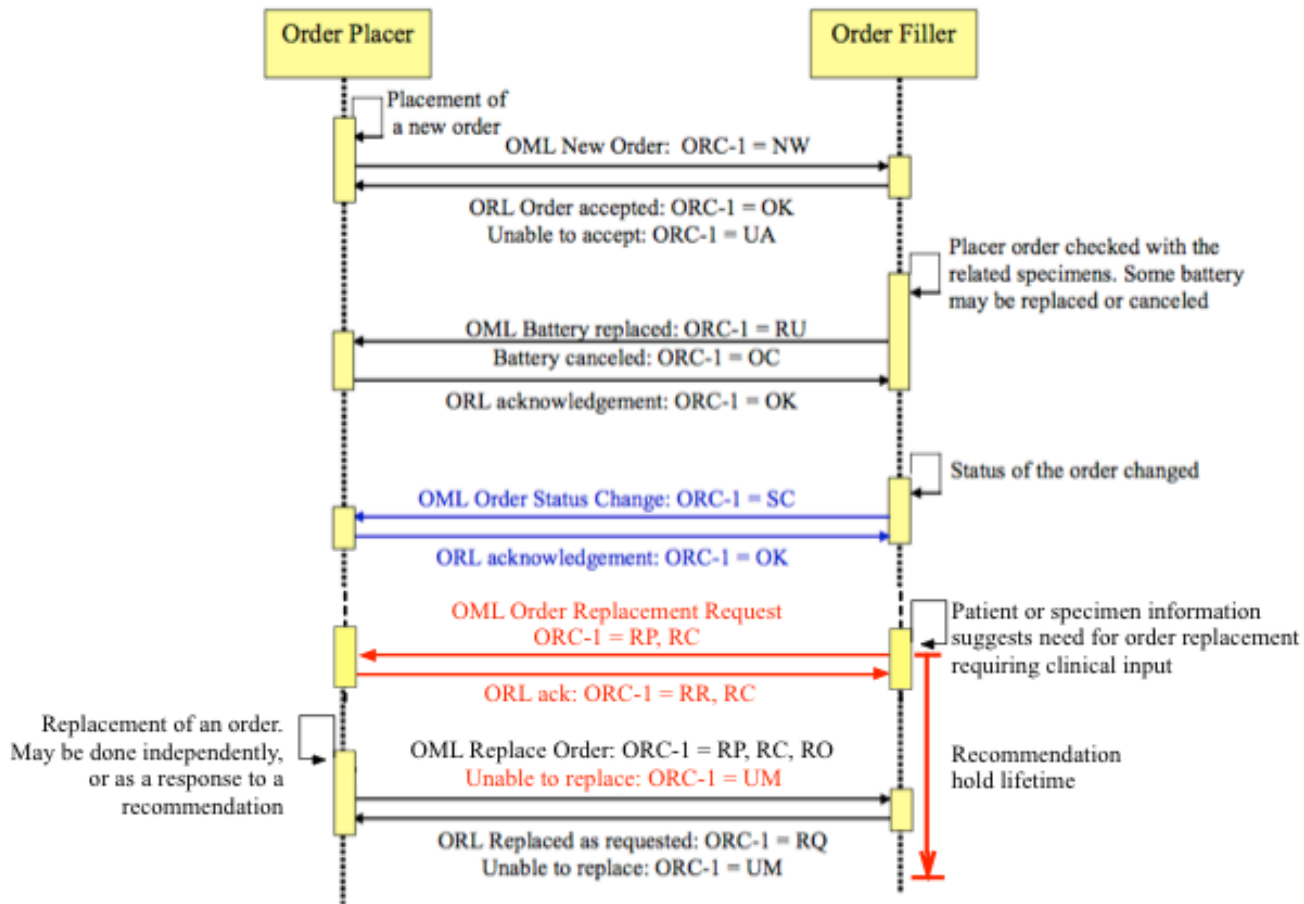 Order Placer
Order Filler
Placement of
a new order
OML New Order: ORC-1 = NW
ORL Order accepted: ORC-1 = OK
Unable to accept: ORC-1 = UA
Placer order checked with the
related specimens. Some battery
may be replaced or canceled
OML Battery replaced: ORC-1 = RU
Battery canceled: ORC-1 = OC
ORL acknowledgement: ORC-1 = OK
Status of the order changed
OML Order Status Change: ORC-1 = SC
ORL acknowledgement: ORC-1 = OK
OML Order Replacement Request
ORC-1 = RP, RC
Patient or specimen information
suggests need for order replacement
requiring clinical input
ORL ack: ORC-1 = RR, RC
Replacement of an order.
May be done independently,
or as a response to a
recommendation
OML Replace Order: ORC-1 = RP, RC, RO
Unable to replace: ORC-1 = UM
Recommendation
hold lifetime
ORL Replaced as requested: ORC-1 = RQ
Unable to replace: ORC-1 = UM